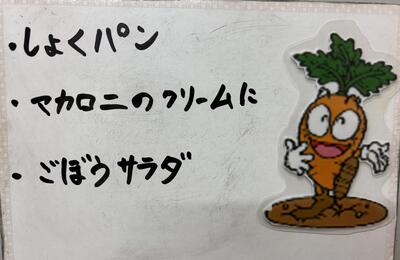 ・しょくパン
・マカロニのクリームに
・ごぼうサラダ